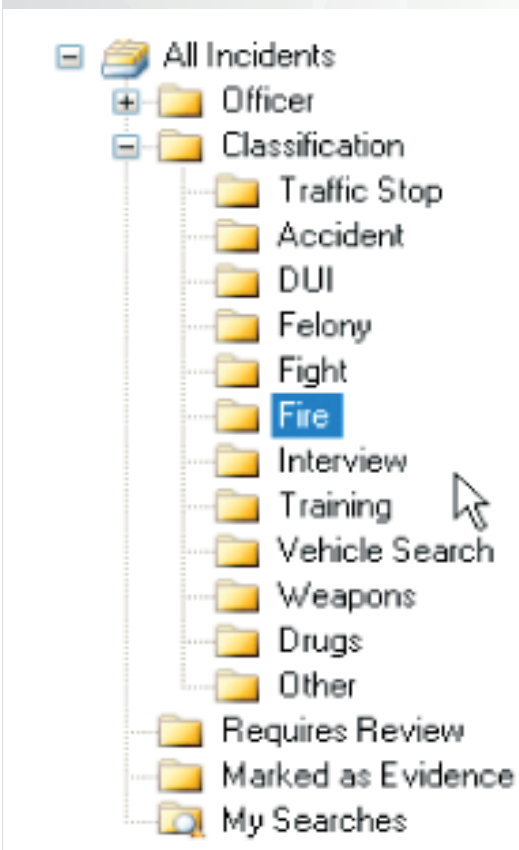 All Incidents
Officer
Classification
Traffic Stop
Accident
DUI
Felony
Fight
Fire
Interview
Training
Vehicle Search
Weapons
Drugs
Other
Requires Review
Marked as Evidence
My Searches